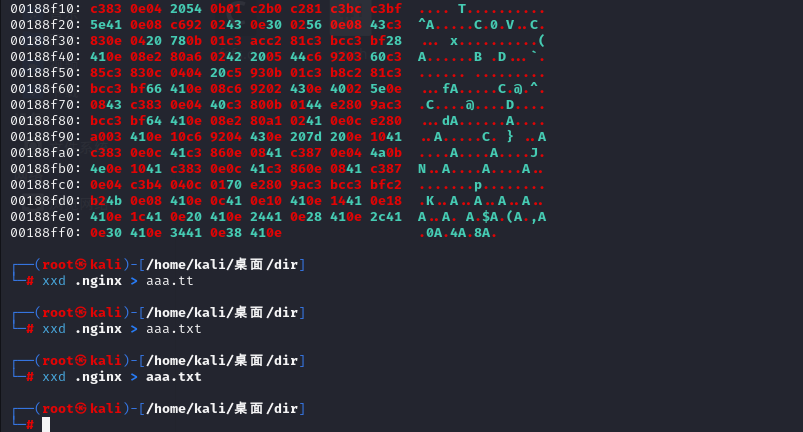 00188f10: c383 0e04 2054 0b01 c2b0 c281 c3bc c3bf  .... T..........
00188f20: 5e41 0e08 c692 0243 0e30 0256 0e08 43c3  ^A.....C.0.V..C.
00188f30: 830e 0420 780b 01c3 acc2 81c3 bcc3 bf28  ... x..........(
00188f40: 410e 08e2 80a6 0242 2005 44c6 9203 60c3  A......B .D...`.
00188f50: 85c3 830c 0404 20c5 930b 01c3 b8c2 81c3  ...... .........
00188f60: bcc3 bf66 410e 08c6 9202 430e 4002 5e0e  ...fA.....C.@.^.
00188f70: 0843 c383 0e04 40c3 800b 0144 e280 9ac3  .C....@....D....
00188f80: bcc3 bf64 410e 08e2 80a1 0241 0e0c e280  ...dA......A....
00188f90: a003 410e 10c6 9204 430e 207d 200e 1041  ..A.....C. } ..A
00188fa0: c383 0e0c 41c3 860e 0841 c387 0e04 4a0b  ....A....A....J.
00188fb0: 4e0e 1041 c383 0e0c 41c3 860e 0841 c387  N..A....A....A..
00188fc0: 0e04 c3b4 040c 0170 e280 9ac3 bcc3 bfc2  .......p........
00188fd0: b24b 0e08 410e 0c41 0e10 410e 1441 0e18  .K..A..A..A..A..
00188fe0: 410e 1c41 0e20 410e 2441 0e28 410e 2c41  A..A. A.$A.(A.,A
00188ff0: 0e30 410e 3441 0e38 410e  .0A.4A.8A.
┌──(root㉿kali)-[/home/kali/桌面/dir]
└─# xxd .nginx > aaa.tt
┌──(root㉿kali)-[/home/kali/桌面/dir]
└─# xxd .nginx > aaa.txt
┌──(root㉿kali)-[/home/kali/桌面/dir]
└─# xxd .nginx > aaa.txt
┌──(root㉿kali)-[/home/kali/桌面/dir]
└─#